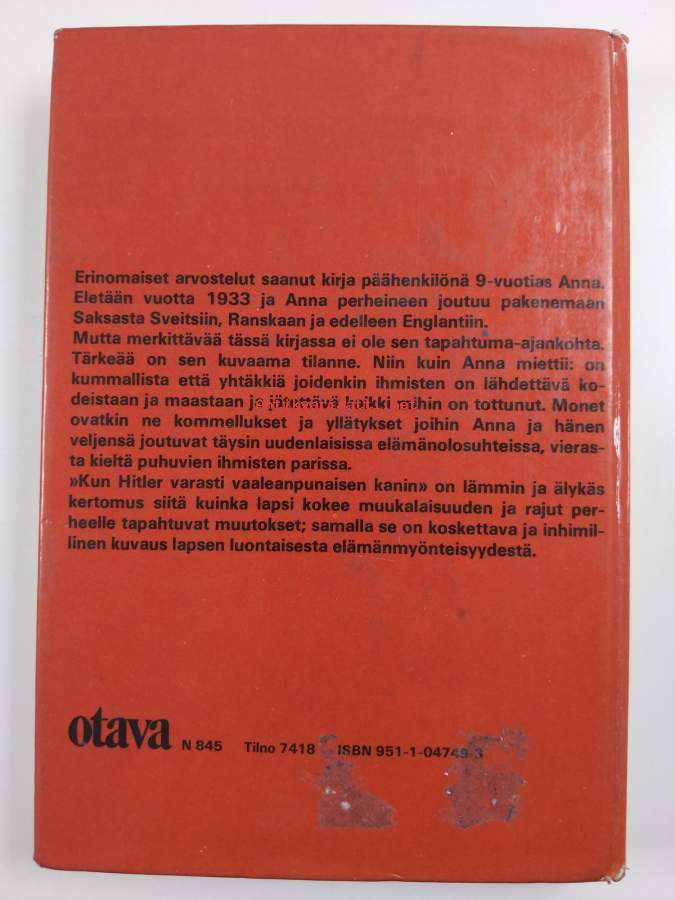 Erinomaiset arvostelut saanut kirja päähenkilönä 9-vuotias Anna.
Eletään vuotta 1933 ja Anna perheineen joutuu pakenemaan
Saksasta Sveitsiin, Ranskaan ja edelleen Englantiin.
Mutta merkittävää tässä kirjassa ei ole sen tapahtuma-ajankohta.
Tärkeää on sen kuvaama tilanne. Niin kuin Anna miettii: on
kummallista että yhtäkkiä joidenkin ihmisten on lähdettävä ko-
deistaan ja maastaan ja jätettävä kaikki mihin on tottunut. Monet
ovatkin ne kommellukset ja yllätykset joihin Anna ja hänen
veljensä joutuvat täysin uudenlaisissa elämänolosuhteissa, vieras-
ta kieltä puhuvien ihmisten parissa.
»Kun Hitler varasti vaaleanpunaisen kanin» on lämmin ja älykäs
kertomus siitä kuinka lapsi kokee muukalaisuuden ja rajut per-
heelle tapahtuvat muutokset; samalla se on koskettava ja inhimil-
linen kuvaus lapsen luontaisesta elämänmyönteisyydestä.
otava N 845 Tilno 7418 ISBN 951-1-04749-3